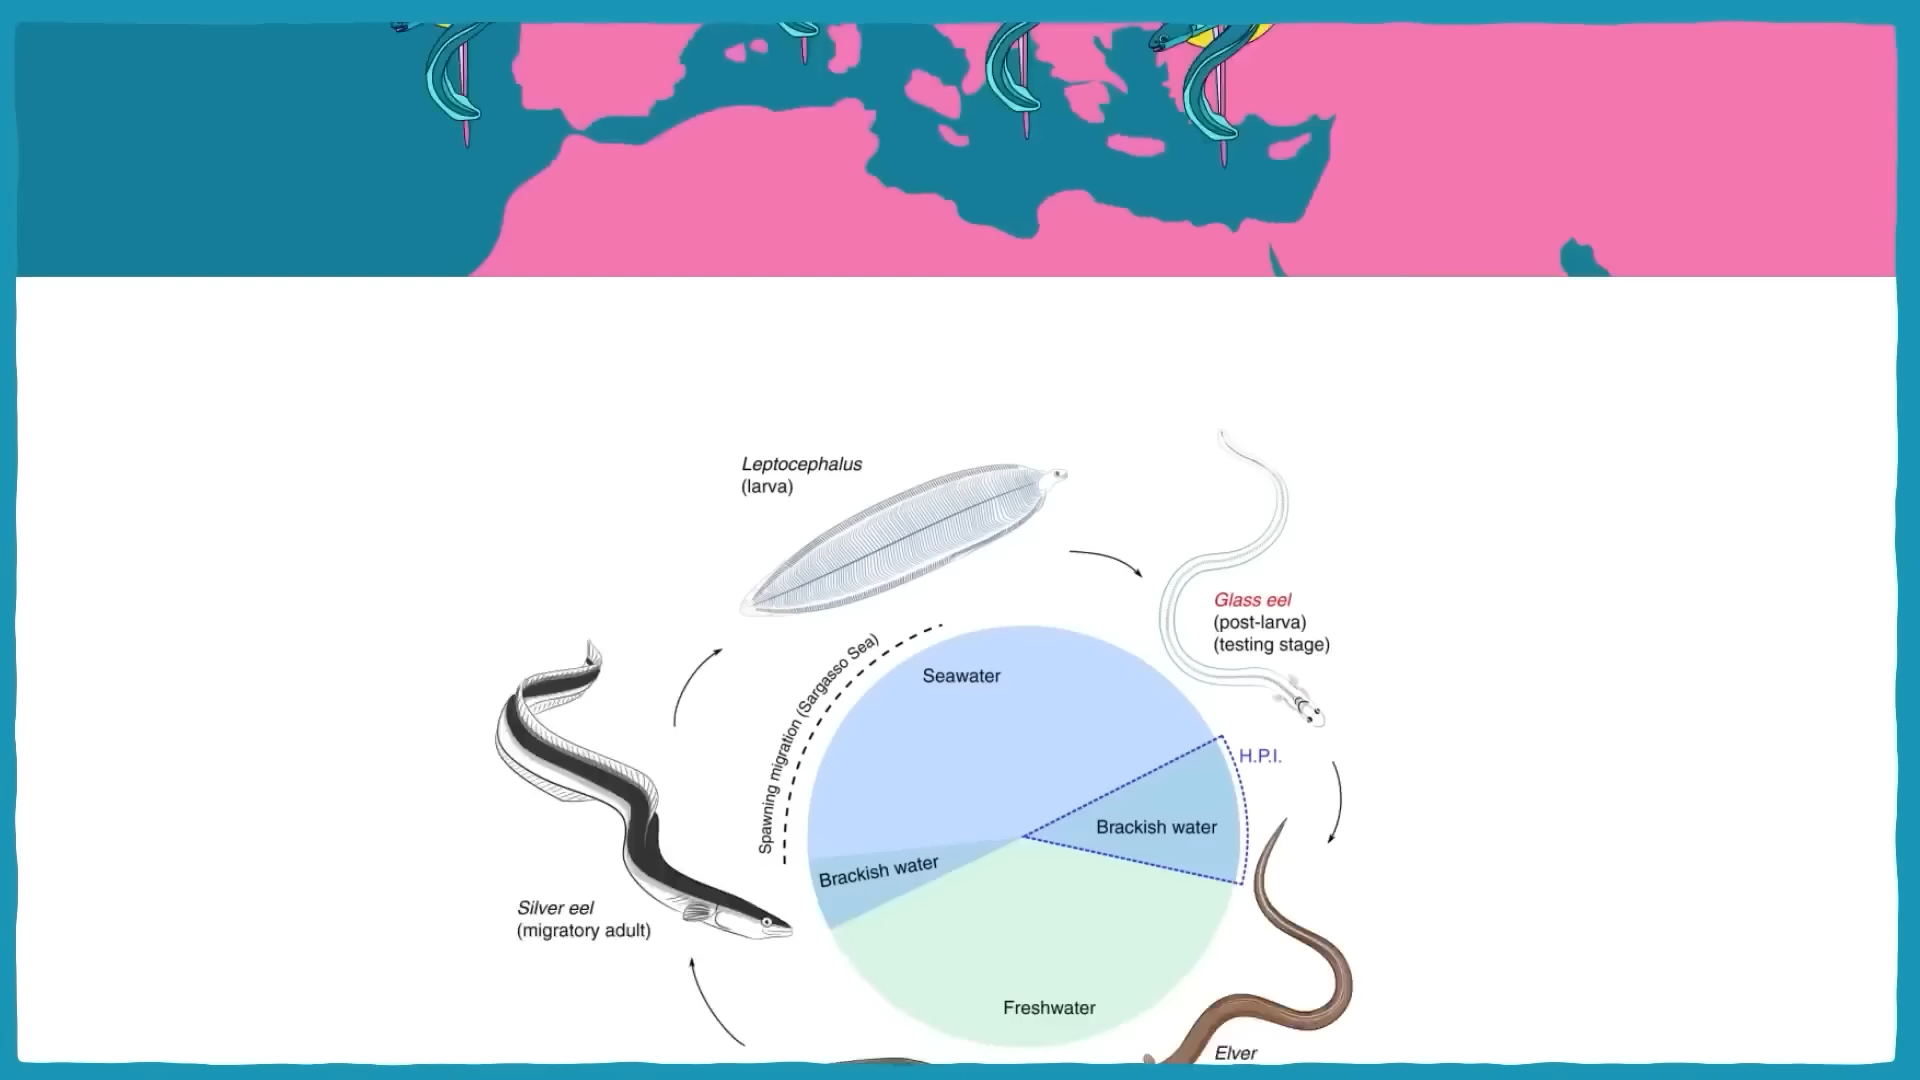 Leptocephalus
(larva)
Glass eel
(post-larva)
(testing stage)
Spawning migration (Sargasso Sea)
Seawater
H.P.I.
Brackish water
Brackish water
Silver eel
(migratory adult)
Freshwater
Elver